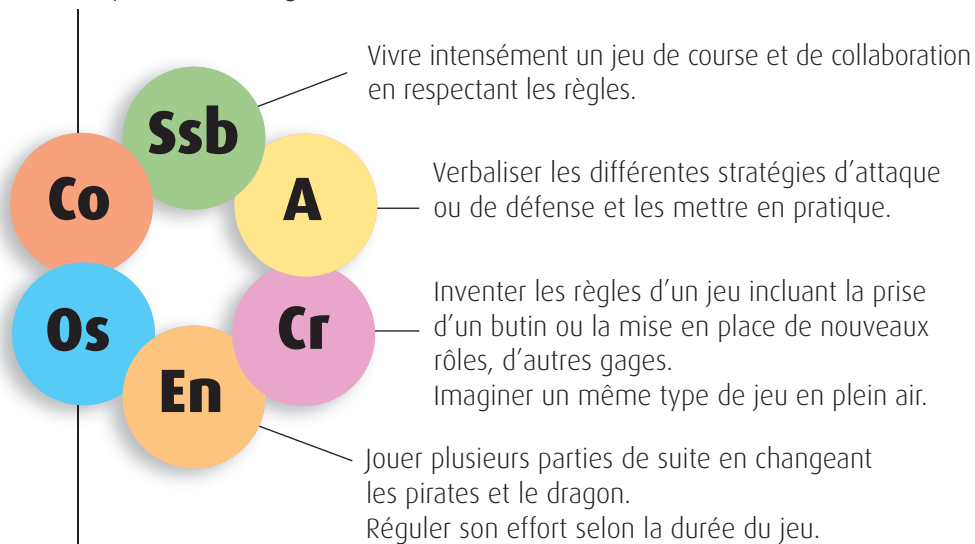 Ssb
Vivre intensément un jeu de course et de collaboration
en respectant les règles.
Co
A
Verbaliser les différentes stratégies d’attaque
ou de défense et les mettre en pratique.
Os
Cr
Inventer les règles d’un jeu incluant la prise
d’un butin ou la mise en place de nouveaux
rôles, d’autres gages.
Imaginer un même type de jeu en plein air.
En
Jouer plusieurs parties de suite en changeant
les pirates et le dragon.
Réguler son effort selon la durée du jeu.